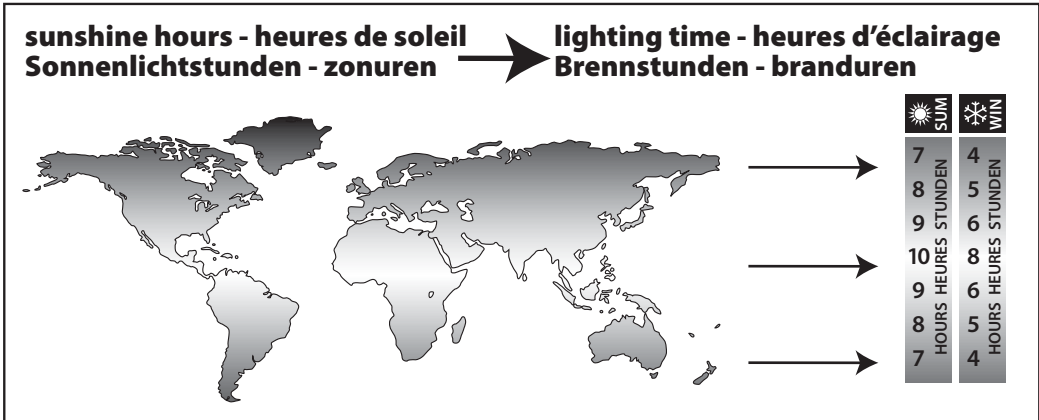 sunshine hours - heures de soleil
Sonnenlichtstunden - zonuren
lighting time - heures d'éclairage
Brennstunden - branduren
SUM WIN
7 4
8 5
9 6
10 8
9 6
8 5
7 4
HOURS HEURES STUNDEN
HOURS HEURES STUNDEN